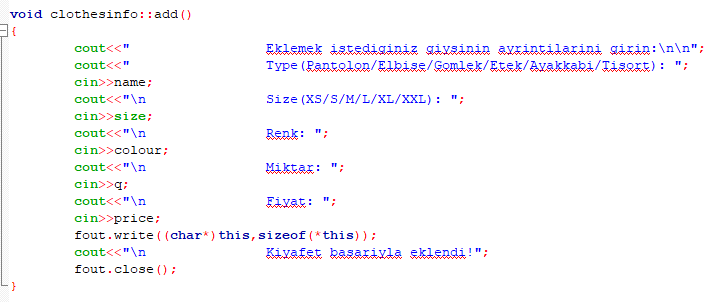 void clothesinfo::add()
{
cout<<"                 Eklemek istediginiz giysinin ayrintilarini girin:\n\n";
cout<<"                 Type(Pantolon/Elbise/Gomlek/Etek/Ayakkabi/Tisort): ";
cin>>name;
cout<<"\n               Size(XS/S/M/L/XL/XXL): ";
cin>>size;
cout<<"\n               Renk: ";
cin>>colour;
cout<<"\n               Miktar: ";
cin>>q;
cout<<"\n               Fiyat: ";
cin>>price;
fout.write((char*)this,sizeof(*this));
cout<<"\n               Kiyafet basariyla eklendi!";
fout.close();
}